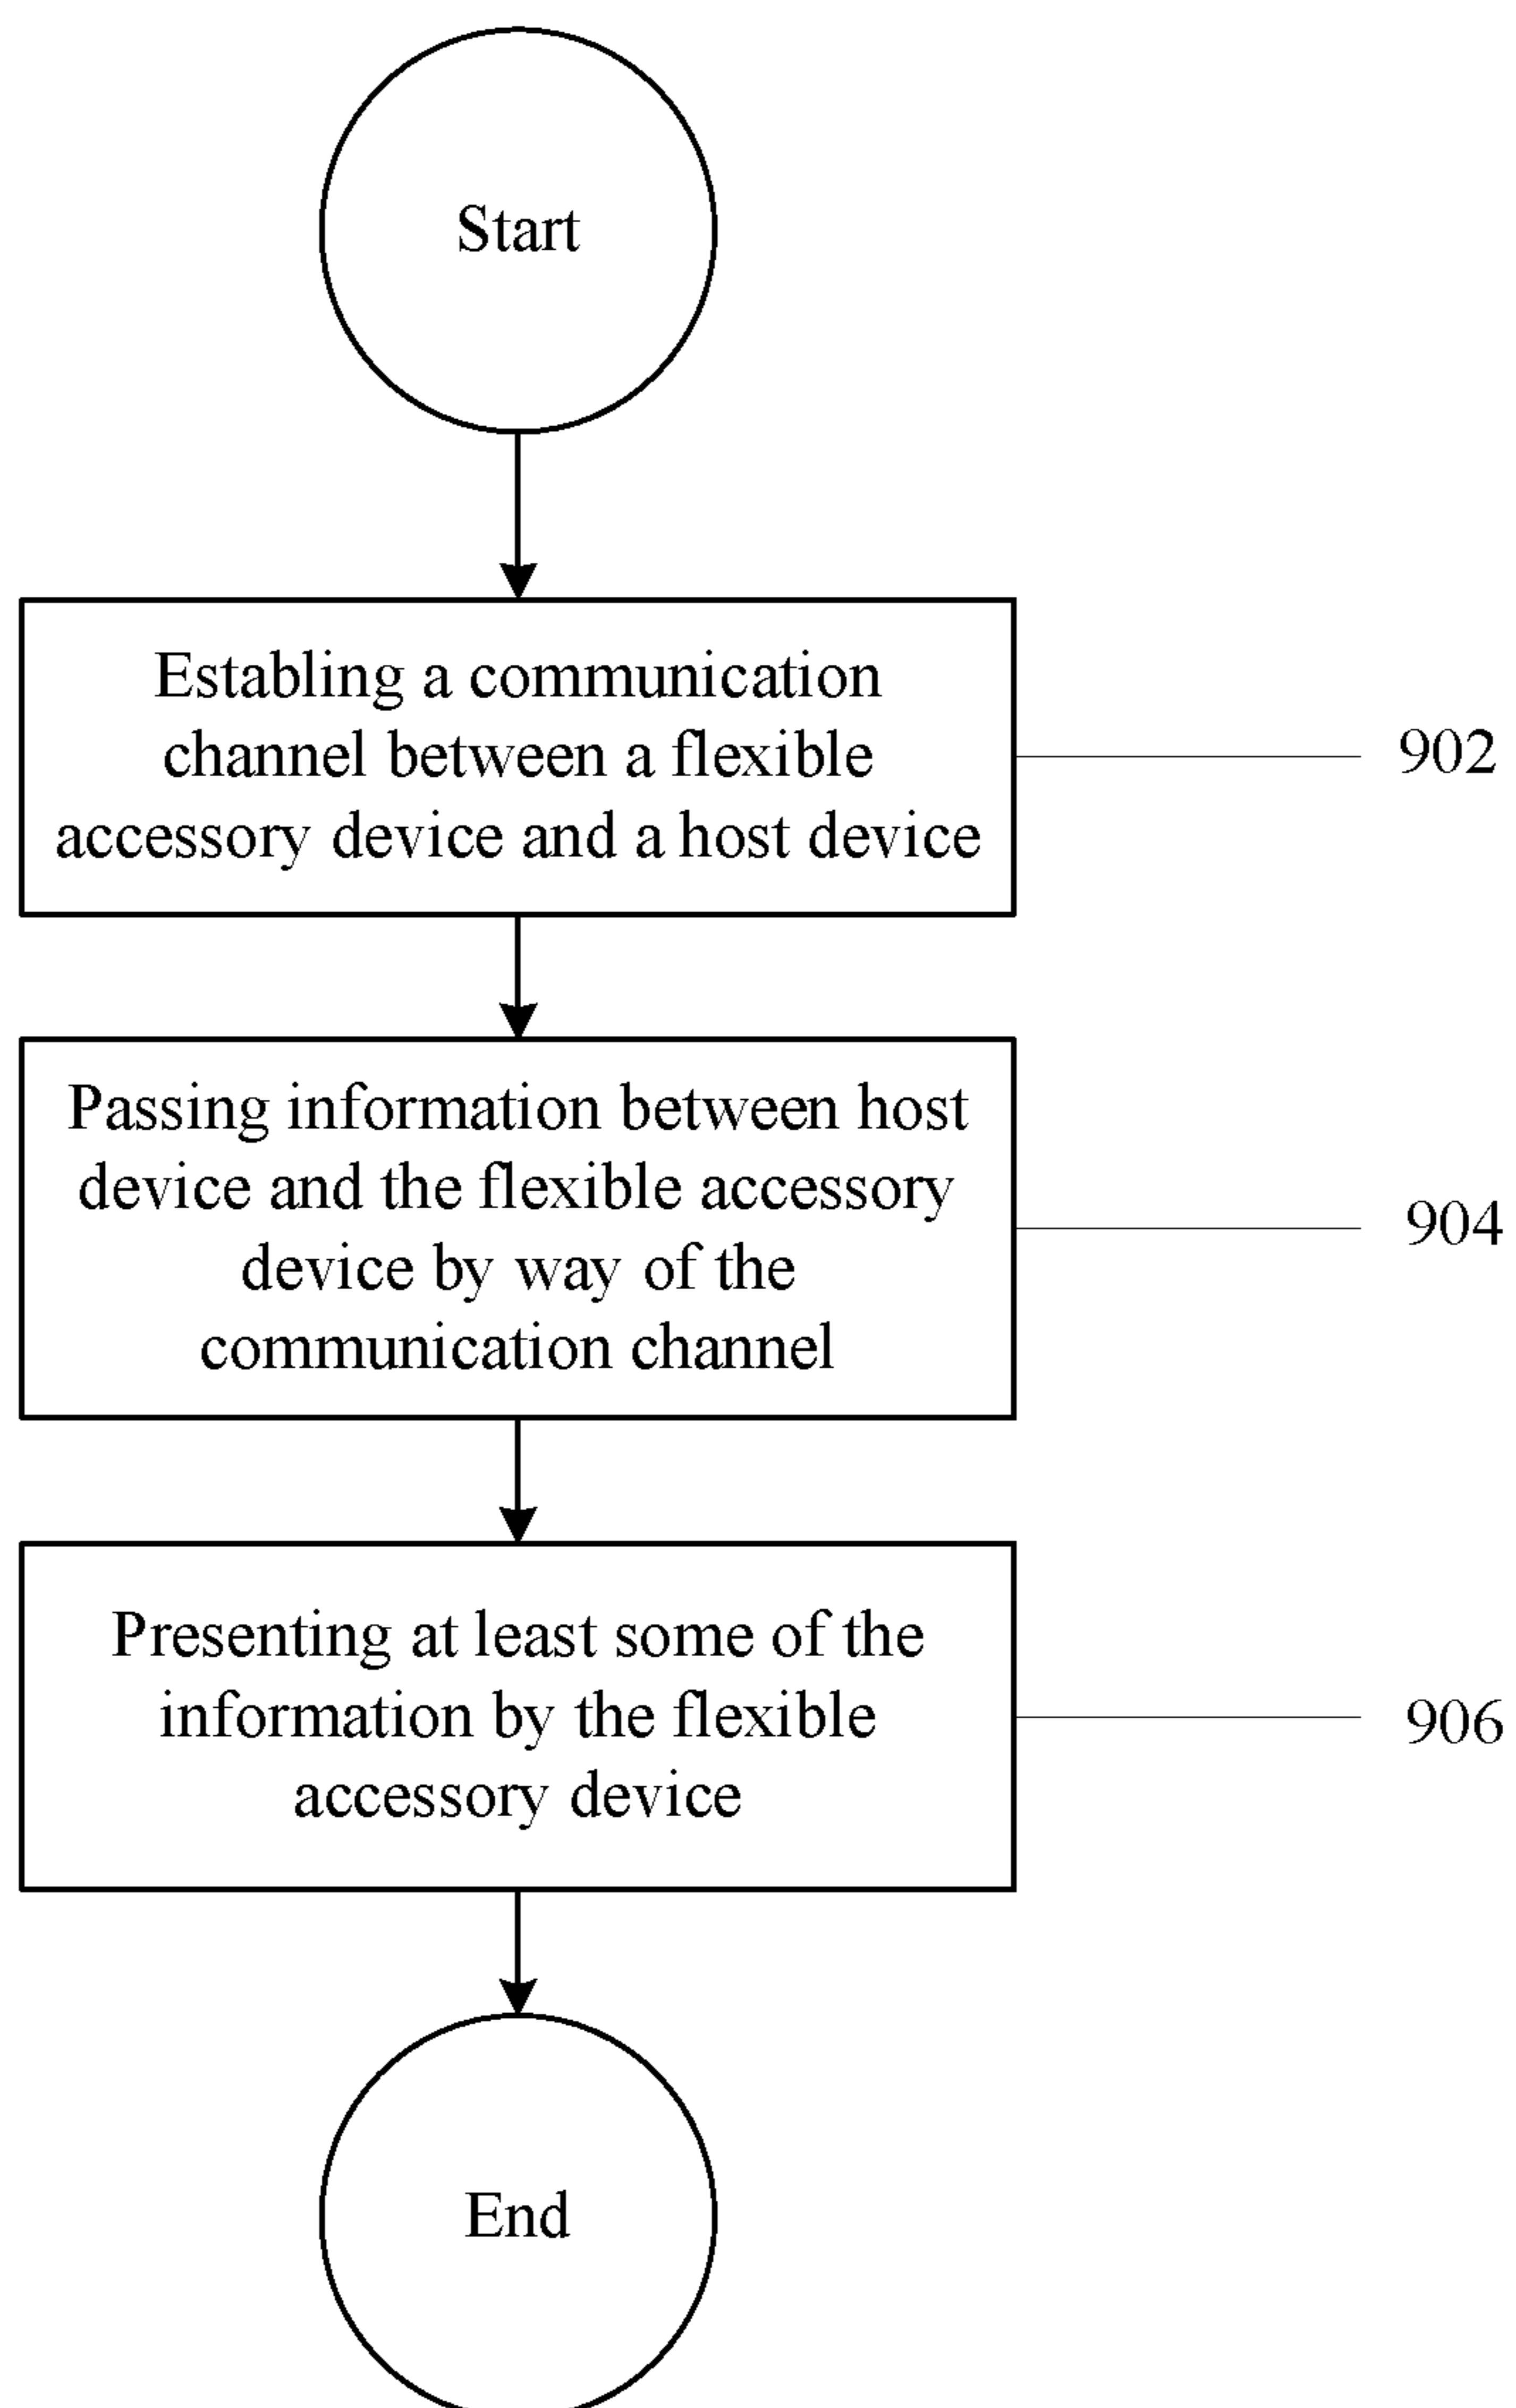 Start
Establing a communication
channel between a flexible
accessory device and a host device
902
Passing information between host
device and the flexible accessory
device by way of the
communication channel
904
Presenting at least some of the
information by the flexible
accessory device
906
End